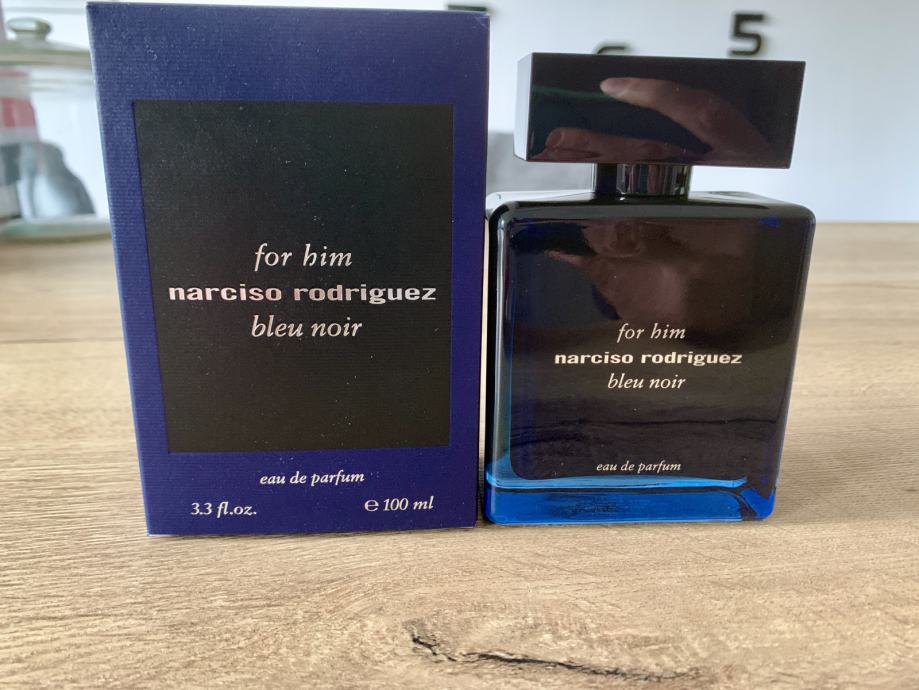 5
for him
narciso rodriguez
bleu noir
eau de parfum
3.3 fl.oz.
℮ 100 ml
for him
narciso rodriguez
bleu noir
eau de parfum